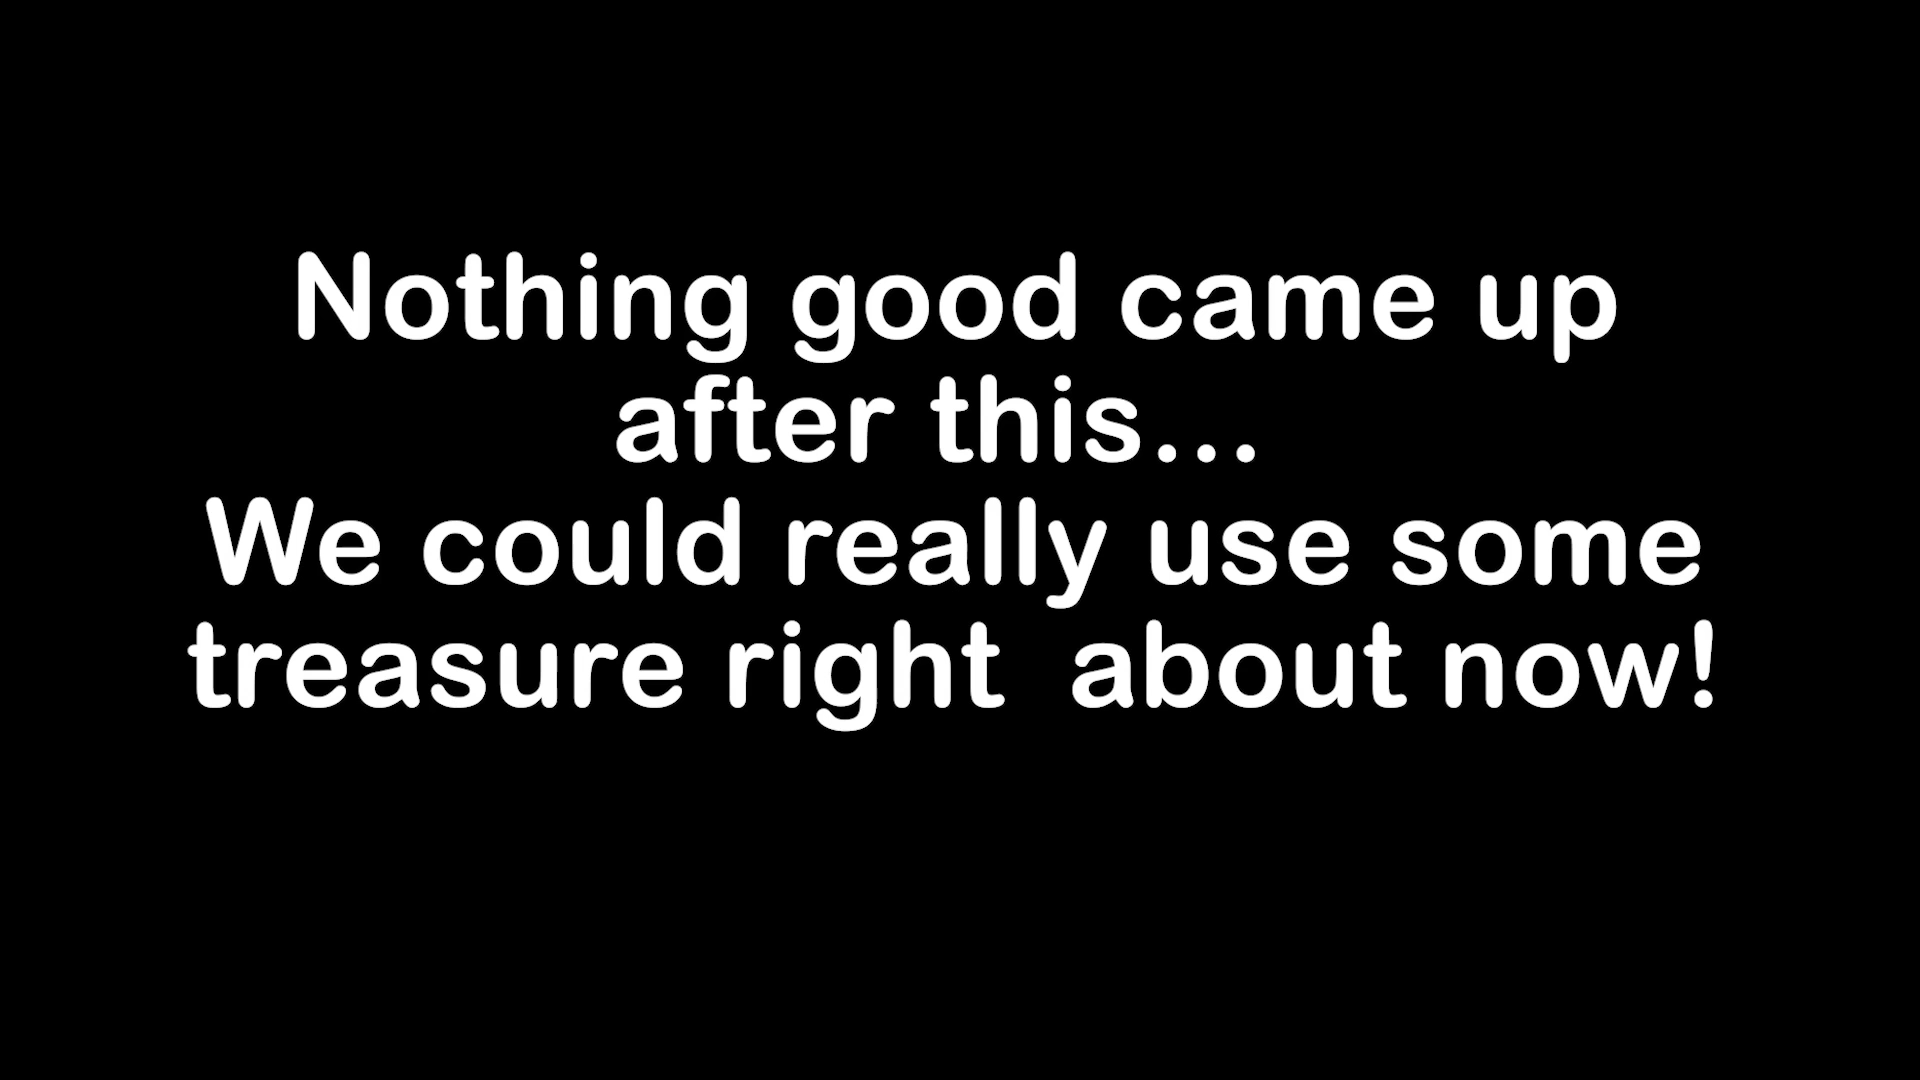 Nothing good came up
after this...
We could really use some
treasure right  about now!